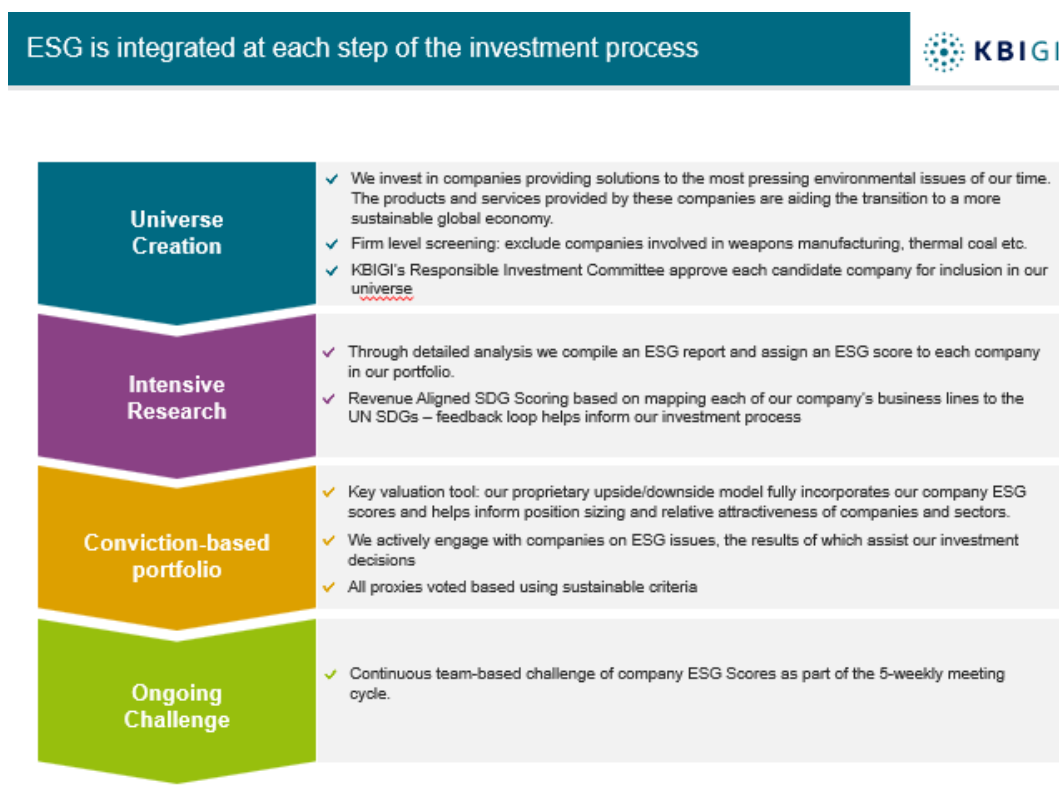 ESG is integrated at each step of the investment process
KBIGI
Universe
Creation
We invest in companies providing solutions to the most pressing environmental issues of our time.
The products and services provided by these companies are aiding the transition to a more
sustainable global economy.
Firm level screening: exclude companies involved in weapons manufacturing, thermal coal etc.
KBIGI's Responsible Investment Committee approve each candidate company for inclusion in our
universe
Intensive
Research
Through detailed analysis we compile an ESG report and assign an ESG score to each company
in our portfolio.
Revenue Aligned SDG Scoring based on mapping each of our company's business lines to the
UN SDGs – feedback loop helps inform our investment process
Conviction-based
portfolio
Key valuation tool: our proprietary upside/downside model fully incorporates our company ESG
scores and helps inform position sizing and relative attractiveness of companies and sectors.
We actively engage with companies on ESG issues, the results of which assist our investment
decisions
All proxies voted based using sustainable criteria
Ongoing
Challenge
Continuous team-based challenge of company ESG Scores as part of the 5-weekly meeting
cycle.